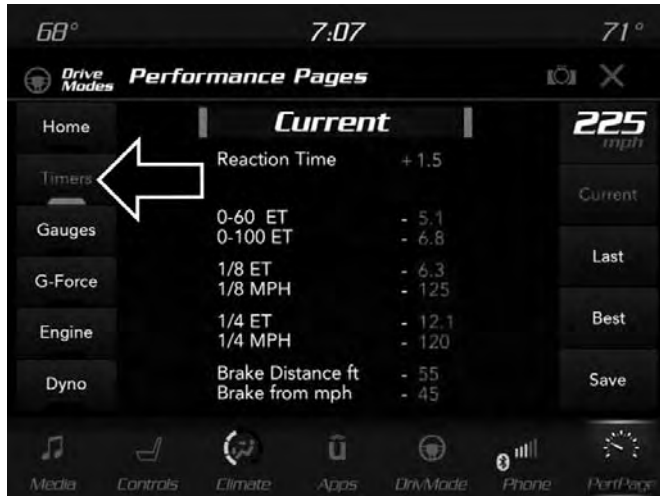 68° 7:07 71°
Drive Modes Performance Pages
Home
Timers
Gauges
G-Force
Engine
Dyno
Current
Reaction Time + 1.5
0-60 ET - 5.1
0-100 ET - 6.8
1/8 ET - 6.3
1/8 MPH - 125
1/4 ET - 12.1
1/4 MPH - 120
Brake Distance ft - 55
Brake from mph - 45
225
mph
Current
Last
Best
Save
Media Controls Climate Apps DrivMode Phone PerfPage